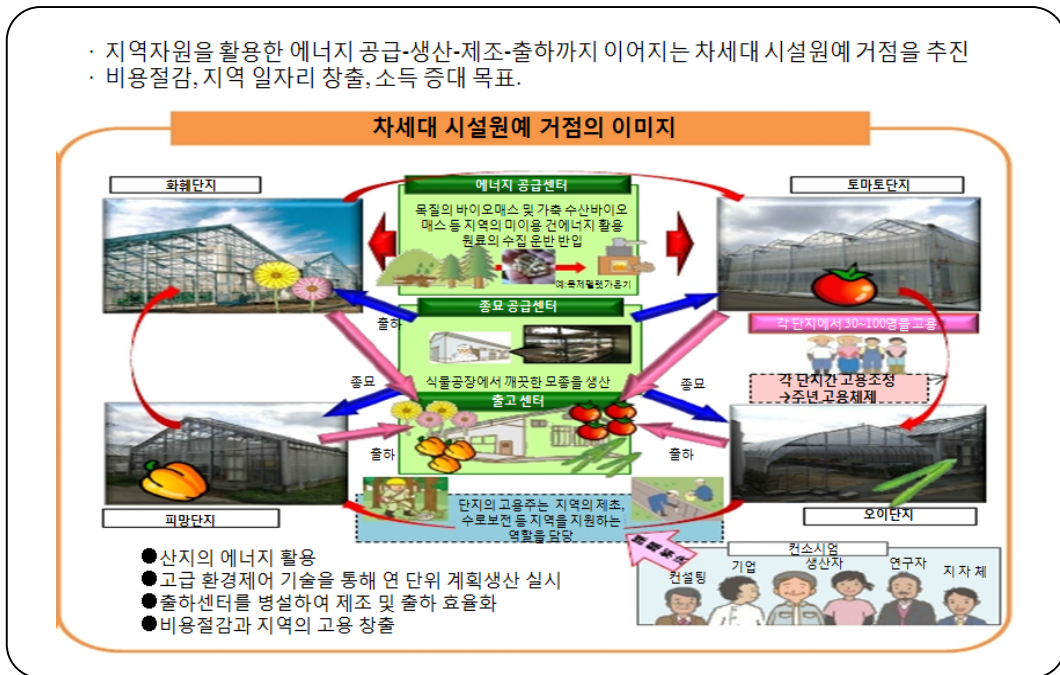 · 지역자원을 활용한 에너지 공급-생산-제조-출하까지 이어지는 차세대 시설원예 거점을 추진
· 비용절감, 지역 일자리 창출, 소득 증대 목표.
차세대 시설원예 거점의 이미지
화훼단지
에너지 공급센터
토마토단지
목질의 바이오매스 및 가축 수산바이오
매스 등 지역의 미이용 건에너지 활용
원료의 수집 운반 반입
예:목제펠렛가온기
종묘 공급센터
출하
각 단지에서 30~100명을 고용
종묘
식물공장에서 깨끗한 모종을 생산
종묘
각 단지간 고용조정
→주년 고용체제
출고 센터
출하
출하
피망단지
단지의 고용주는 지역의 제조,
수로보전 등 지역을 지원하는
역할을 담당
오이단지
●산지의 에너지 활용
●고급 환경제어 기술을 통해 연 단위 계획생산 실시
●출하센터를 병설하여 제조 및 출하 효율화
●비용절감과 지역의 고용 창출
컨소시엄
컨설팅
기업
생산자
연구자
지 자 체